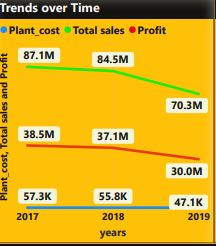 Trends over Time
Plant_cost Total sales Profit
87.1M
84.5M
70.3M
38.5M
37.1M
30.0M
57.3K
55.8K
47.1K
2017 2018 2019
years
Plant_cost, Total sales and Profit